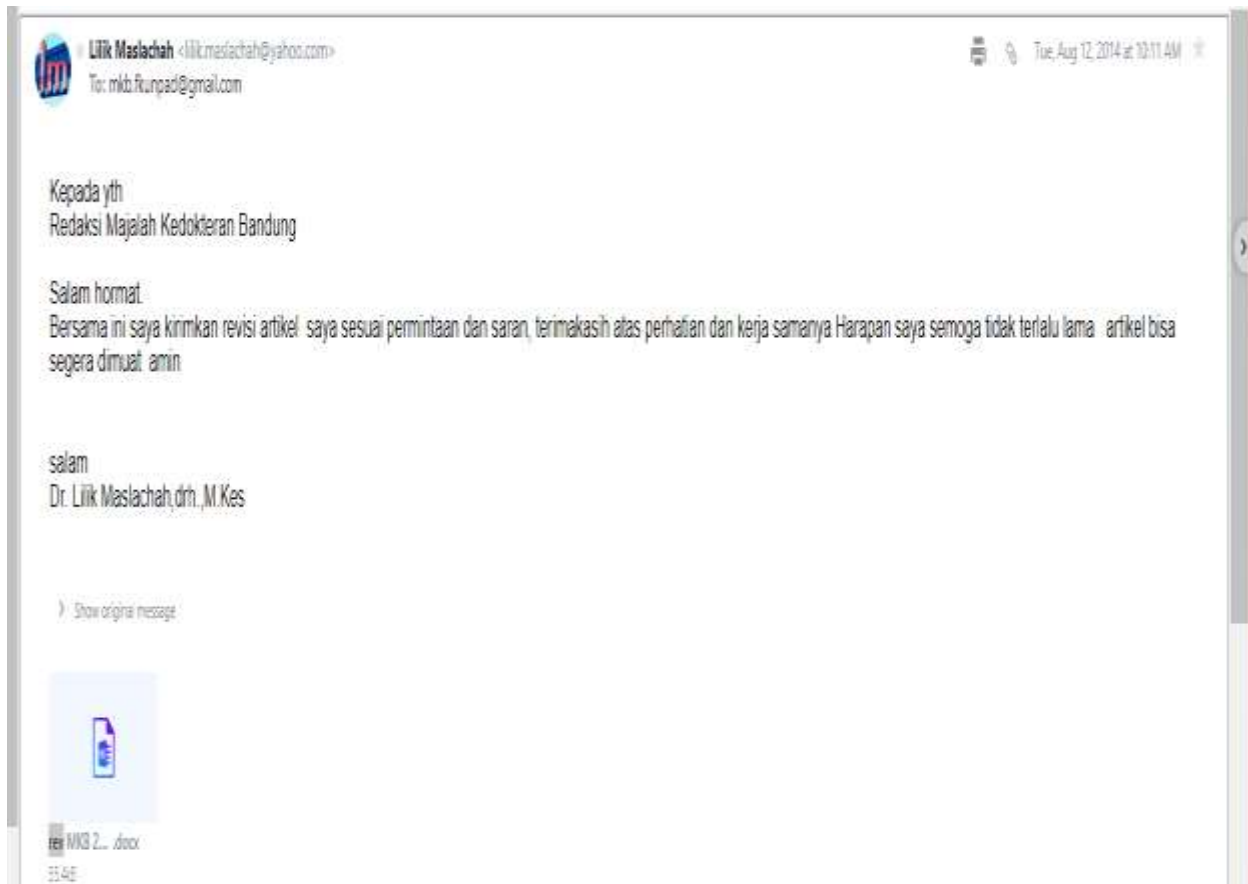 Lilik Maslachah <lilik.maslachah@yahoo.com>
Tue, Aug 12, 2014 at 10:11 AM
To: mkb.fkunpad@gmail.com
Kepada yth
Redaksi Majalah Kedokteran Bandung
Salam hormat.
Bersama ini saya kirimkan revisi artikel saya sesuai permintaan dan saran, terimakasih atas perhatian dan kerja samanya Harapan saya semoga tidak terlalu lama artikel bisa
segera dimuat amin
salam
Dr. Lilik Maslachah,drh.,M.Kes
Show original message
rev MKB 2... .docx